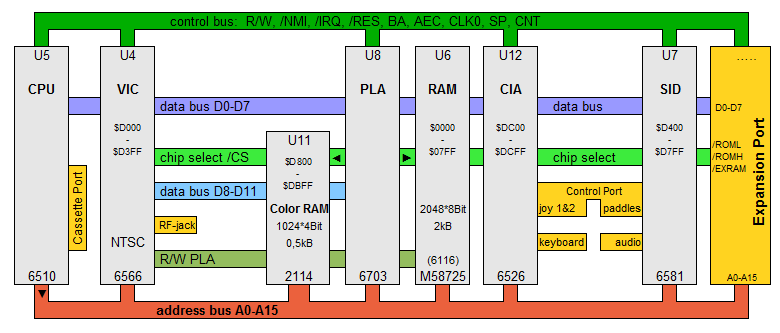 control bus: R/W, /NMI, /IRQ, /RES, BA, AEC, CLK0, SP, CNT
U5
U4
U8
U6
U12
U7
.....
CPU
VIC
PLA
RAM
CIA
SID
data bus D0-D7
data bus
D0-D7
$D000
-
$D3FF
$0000
-
$07FF
$DC00
-
$DCFF
$D400
-
$D7FF
U11
$D800
-
$DBFF
Color RAM
1024*4Bit
0,5kB
chip select /CS
chip select
/ROML
/ROMH
/EXRAM
Expansion Port
Cassette Port
data bus D8-D11
RF-jack
Control Port
joy 1&2
paddles
keyboard
audio
2048*8Bit
2kB
(6116)
NTSC
R/W PLA
6510
6566
2114
6703
M58725
6526
6581
A0-A15
address bus A0-A15